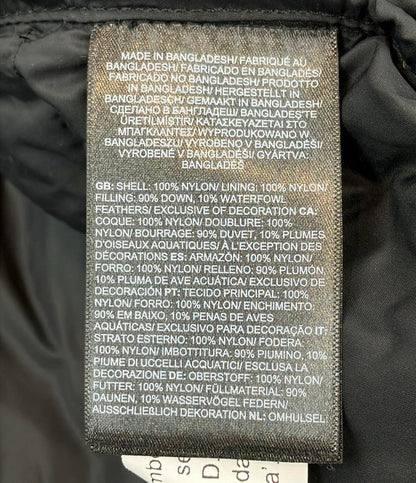 MADE IN BANGLADESH/ FABRIQUÉ AU
BANGLADESH/ FABRICADO EN BANGLADÉS/
FABRICADO NO BANGLADESH/ PRODOTTO
IN BANGLADESH/ HERGESTELLT IN
BANGLADESCH/ GEMAAKT IN BANGLADESH/
СДЕЛАНО В БАНГЛАДЕШ/ BANGLADEŞ'TE
ÜRETİLMİŞTİR/ ΚΑΤΑΣΚΕΥΑΖΕΤΑΙ ΣΤΟ
ΜΠΑΓΚΛΑΝΤΕΣ/ WYPRODUKOWANO W
BANGLADESZU/ VYROBENO V BANGLADÉŠI/
VYROBENÉ V BANGLADÉŠI/ GYÁRTVA:
BANGLADES
GB: SHELL: 100% NYLON/ LINING: 100% NYLON/
FILLING: 90% DOWN, 10% WATERFOWL
FEATHERS/ EXCLUSIVE OF DECORATION CA:
COQUE: 100% NYLON/ DOUBLURE: 100%
NYLON/ BOURRAGE: 90% DUVET, 10% PLUMES
D'OISEAUX AQUATIQUES/ À L'EXCEPTION DES
DÉCORATIONS ES: ARMAZÓN: 100% NYLON/
FORRO: 100% NYLON/ RELLENO: 90% PLUMÓN,
10% PLUMA DE AVE ACUÁTICA/ EXCLUSIVO DE
DECORACIÓN PT: TECIDO PRINCIPAL: 100%
NYLON/ FORRO: 100% NYLON/ ENCHIMENTO:
90% EM BAIXO, 10% PENAS DE AVES
AQUÁTICAS/ EXCLUSIVO PARA DECORAÇÃO IT:
STRATO ESTERNO: 100% NYLON/ FODERA:
100% NYLON/ IMBOTTITURA: 90% PIUMINO, 10%
PIUME DI UCCELLI ACQUATICI/ ESCLUSA LA
DECORAZIONE DE: OBERSTOFF: 100% NYLON/
FUTTER: 100% NYLON/ FÜLLMATERIAL: 90%
DAUNEN, 10% WASSERVÖGEL FEDERN/
AUSSCHLIEßLICH DEKORATION NL: OMHULSEL